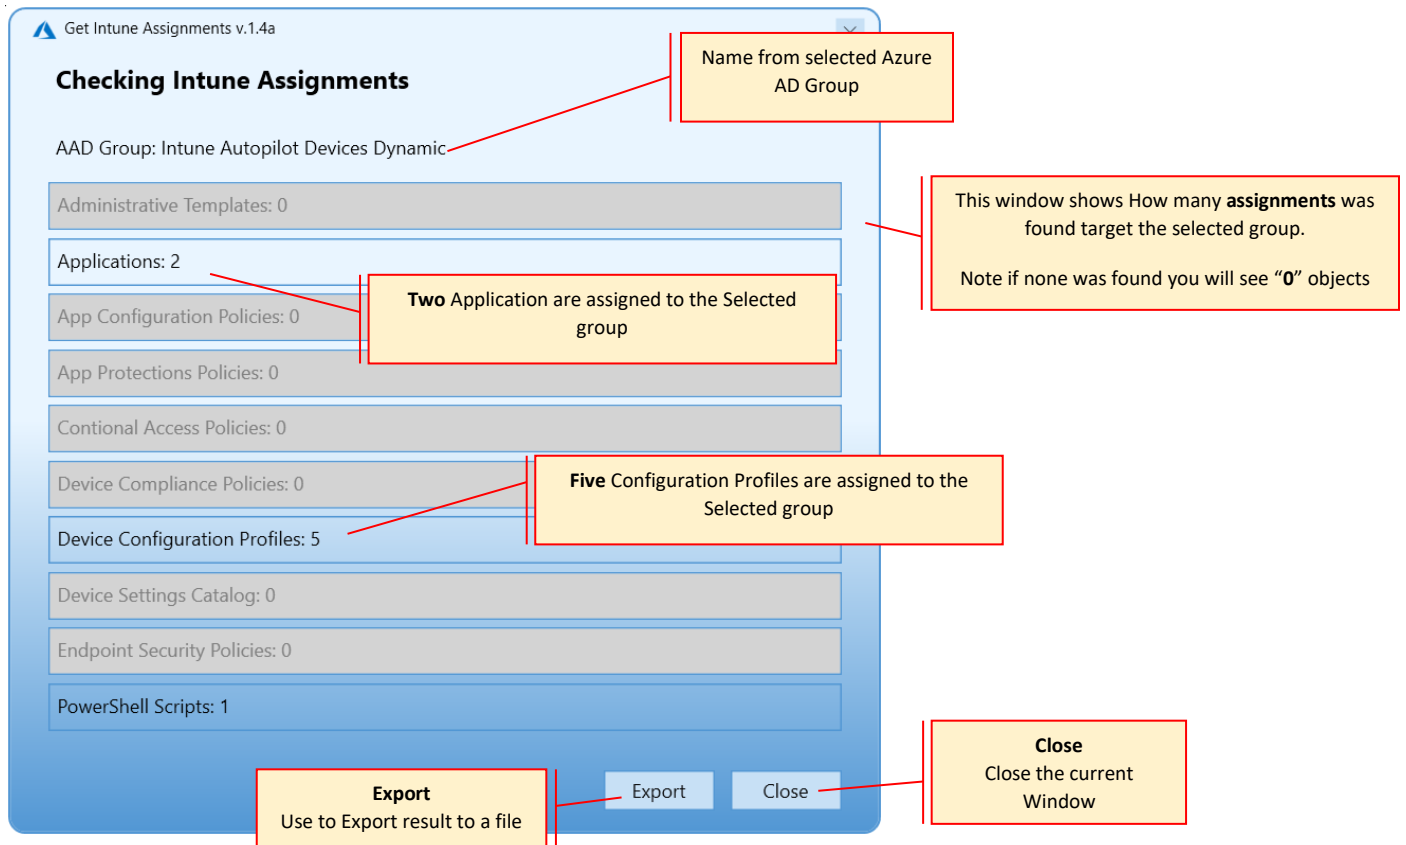 Get Intune Assignments v.1.4a
Checking Intune Assignments
Name from selected Azure
AD Group
AAD Group: Intune Autopilot Devices Dynamic
This window shows How many assignments was
found target the selected group.
Note if none was found you will see “0” objects
Administrative Templates: 0
Applications: 2
Two Application are assigned to the Selected
group
App Configuration Policies: 0
App Protections Policies: 0
Contional Access Policies: 0
Device Compliance Policies: 0
Five Configuration Profiles are assigned to the
Selected group
Device Configuration Profiles: 5
Device Settings Catalog: 0
Endpoint Security Policies: 0
PowerShell Scripts: 1
Export
Use to Export result to a file
Export
Close
Close
Close the current
Window